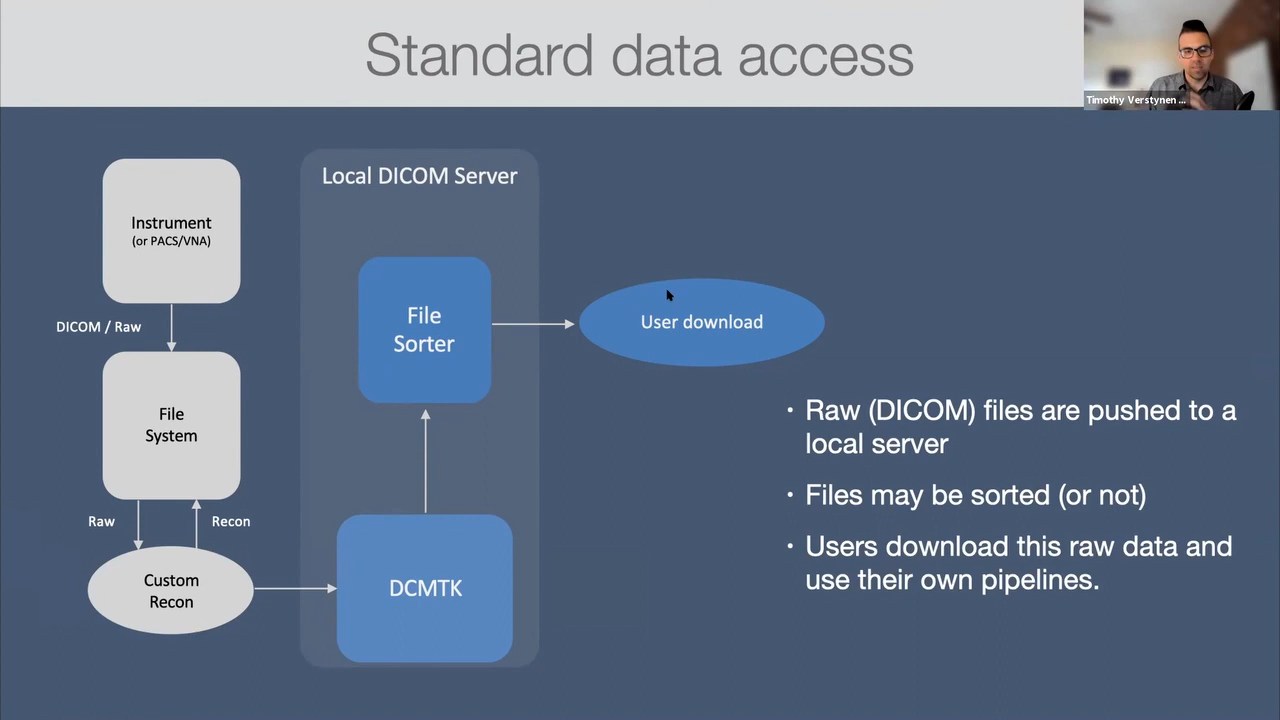 Standard data access
Timothy Verstynen ...
Local DICOM Server
Instrument
(or PACS/VNA)
DICOM / Raw
File
System
Raw
Recon
Custom
Recon
File
Sorter
DCMTK
User download
• Raw (DICOM) files are pushed to a
local server
• Files may be sorted (or not)
• Users download this raw data and
use their own pipelines.